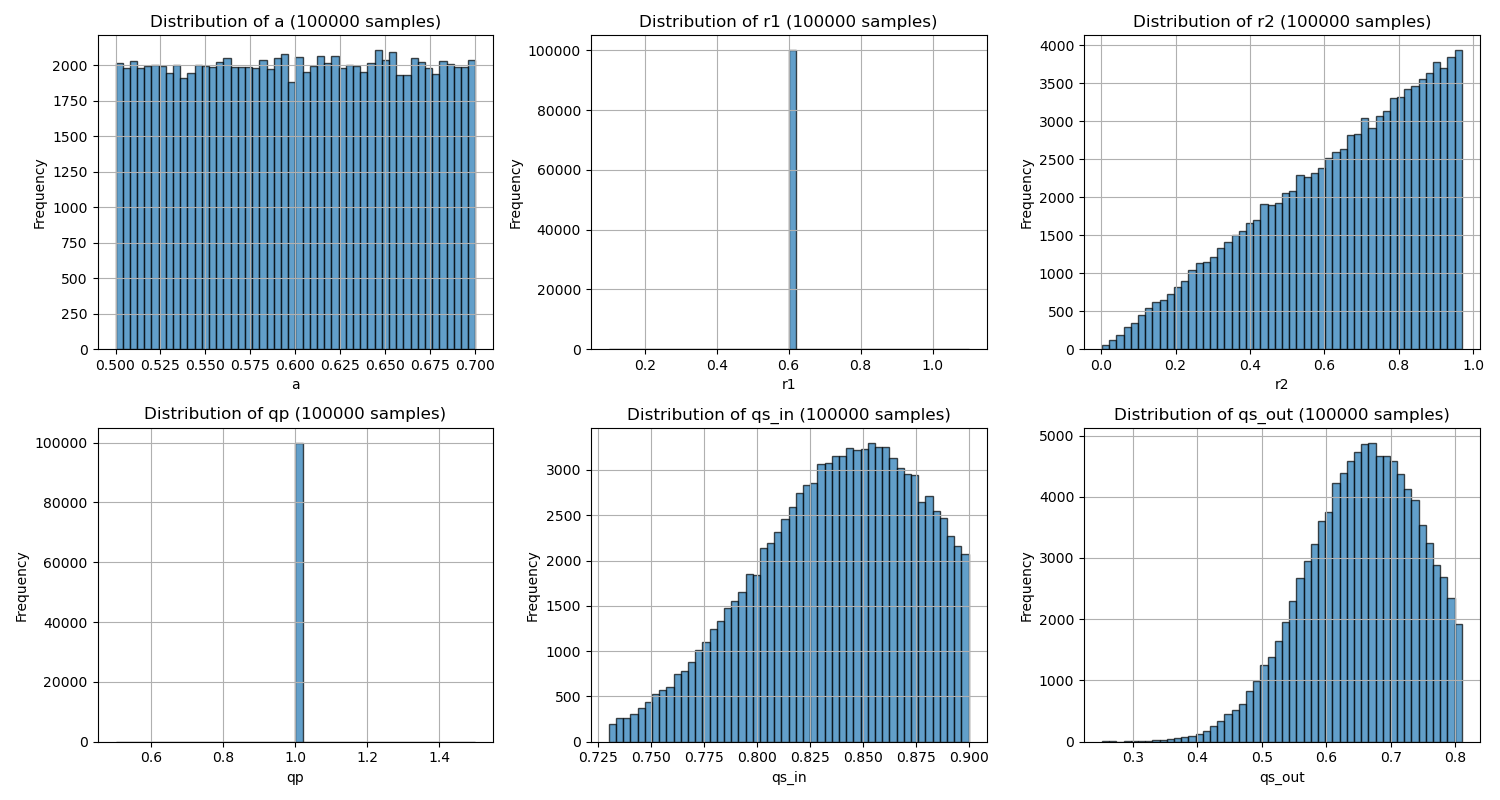 Distribution of a (100000 samples)
Frequency
2000
1750
1500
1250
1000
750
500
250
0
0.500 0.525 0.550 0.575 0.600 0.625 0.650 0.675 0.700
a
Distribution of r1 (100000 samples)
Frequency
100000
80000
60000
40000
20000
0
0.2 0.4 0.6 0.8 1.0
r1
Distribution of r2 (100000 samples)
Frequency
4000
3500
3000
2500
2000
1500
1000
500
0
0.0 0.2 0.4 0.6 0.8 1.0
r2
Distribution of qp (100000 samples)
Frequency
100000
80000
60000
40000
20000
0
0.6 0.8 1.0 1.2 1.4
qp
Distribution of qs_in (100000 samples)
Frequency
3000
2500
2000
1500
1000
500
0
0.725 0.750 0.775 0.800 0.825 0.850 0.875 0.900
qs_in
Distribution of qs_out (100000 samples)
Frequency
5000
4000
3000
2000
1000
0
0.3 0.4 0.5 0.6 0.7 0.8
qs_out